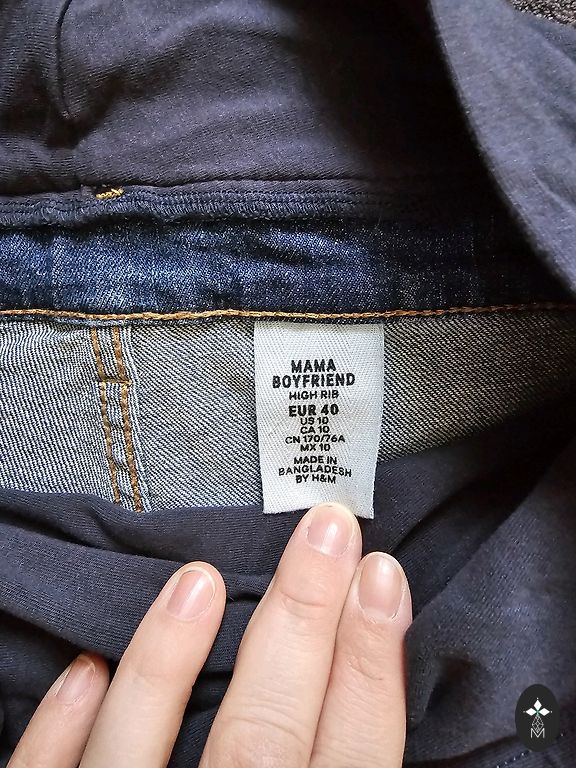 MAMA
BOYFRIEND
HIGH RIB
EUR 40
US 10
CA 10
CN 170/76A
MX 10
MADE IN
BANGLADESH
BY H&M
M